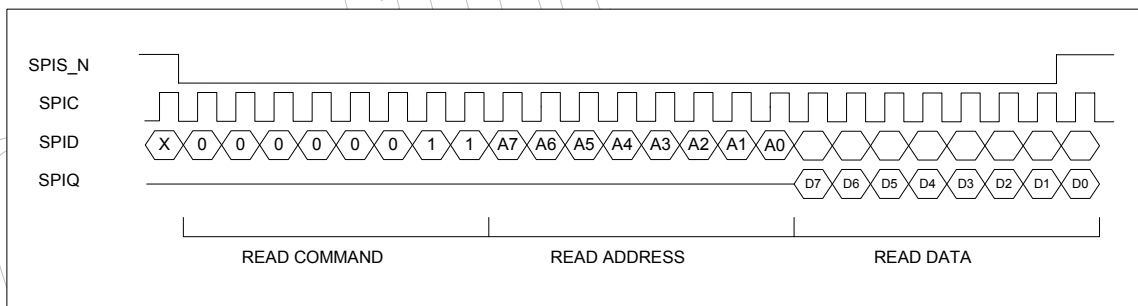 SPIS_N
SPIC
SPID X 0 0 0 0 0 0 1 1 A7 A6 A5 A4 A3 A2 A1 A0
SPIQ D7 D6 D5 D4 D3 D2 D1 D0
READ COMMAND READ ADDRESS READ DATA